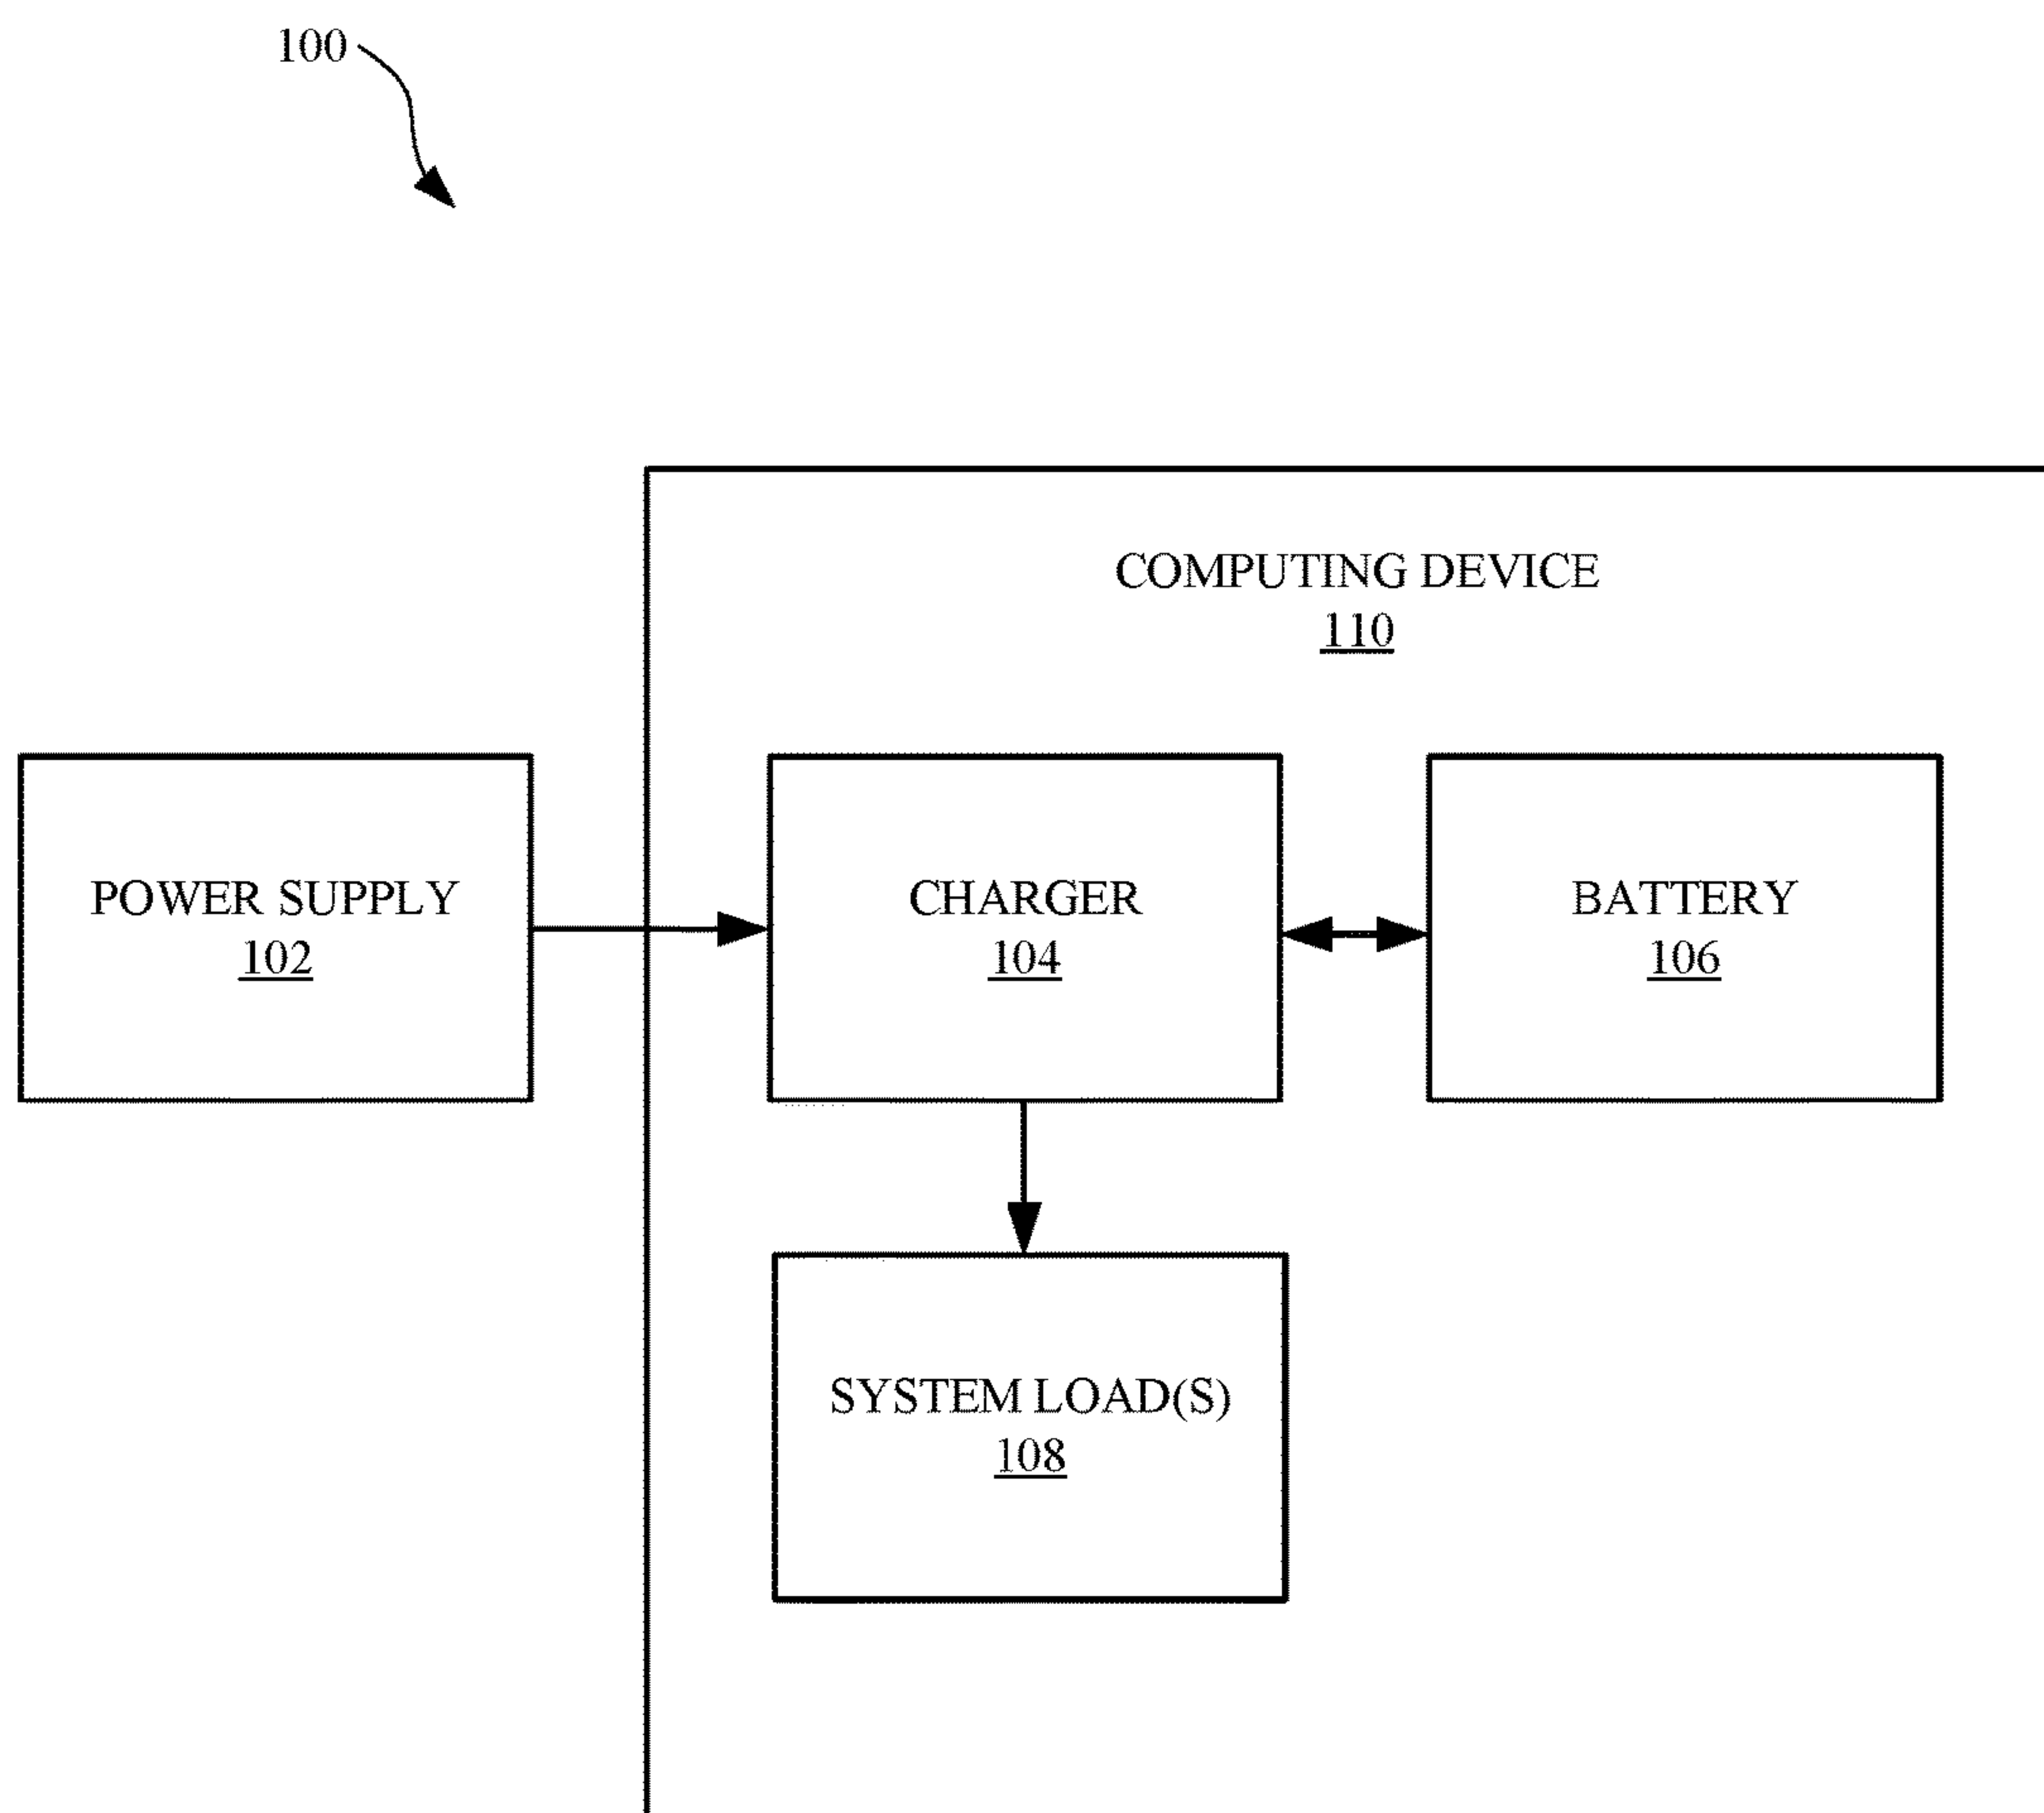 100
COMPUTING DEVICE
110
POWER SUPPLY
102
CHARGER
104
BATTERY
106
SYSTEM LOAD(S)
108